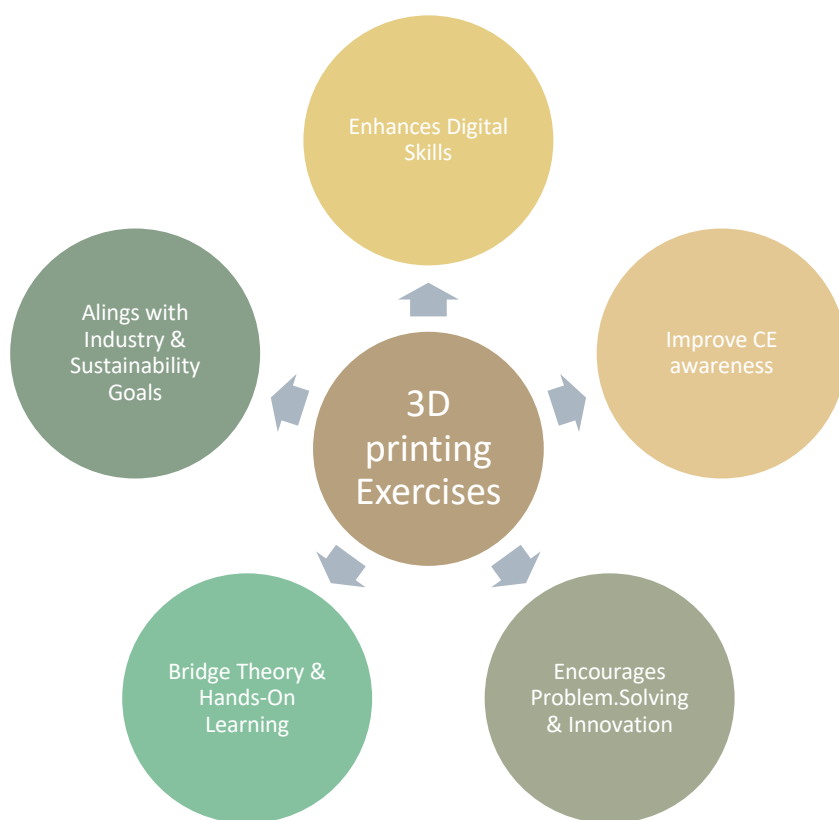 Enhances Digital
Skills
Improve CE
awareness
Encourages
Problem.Solving
& Innovation
Bridge Theory &
Hands-On
Learning
Alings with
Industry &
Sustainability
Goals
3D
printing
Exercises